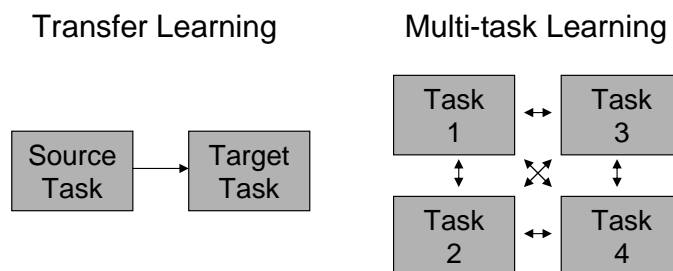 Transfer Learning
Multi-task Learning
Source
Task
Target
Task
Task
1
Task
3
Task
2
Task
4